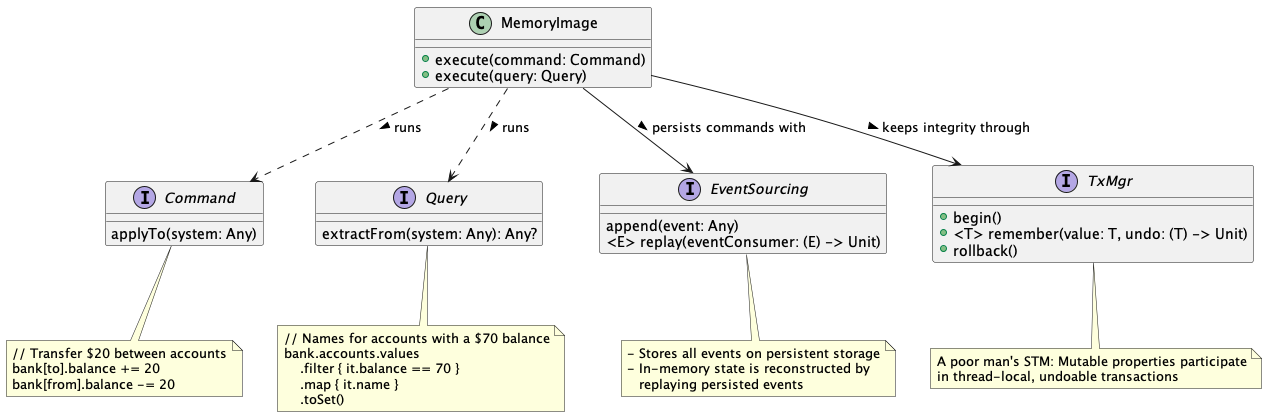 C MemoryImage
execute(command: Command)
execute(query: Query)
runs
runs
persists commands with
keeps integrity through
I Command
applyTo(system: Any)
I Query
extractFrom(system: Any): Any?
I EventSourcing
append(event: Any)
<E> replay(eventConsumer: (E) -> Unit)
I TxMgr
begin()
<T> remember(value: T, undo: (T) -> Unit)
rollback()
// Transfer $20 between accounts
bank[to].balance += 20
bank[from].balance -= 20
// Names for accounts with a $70 balance
bank.accounts.values
.filter { it.balance == 70 }
.map { it.name }
.toSet()
- Stores all events on persistent storage
- In-memory state is reconstructed by
replaying persisted events
A poor man's STM: Mutable properties participate
in thread-local, undoable transactions